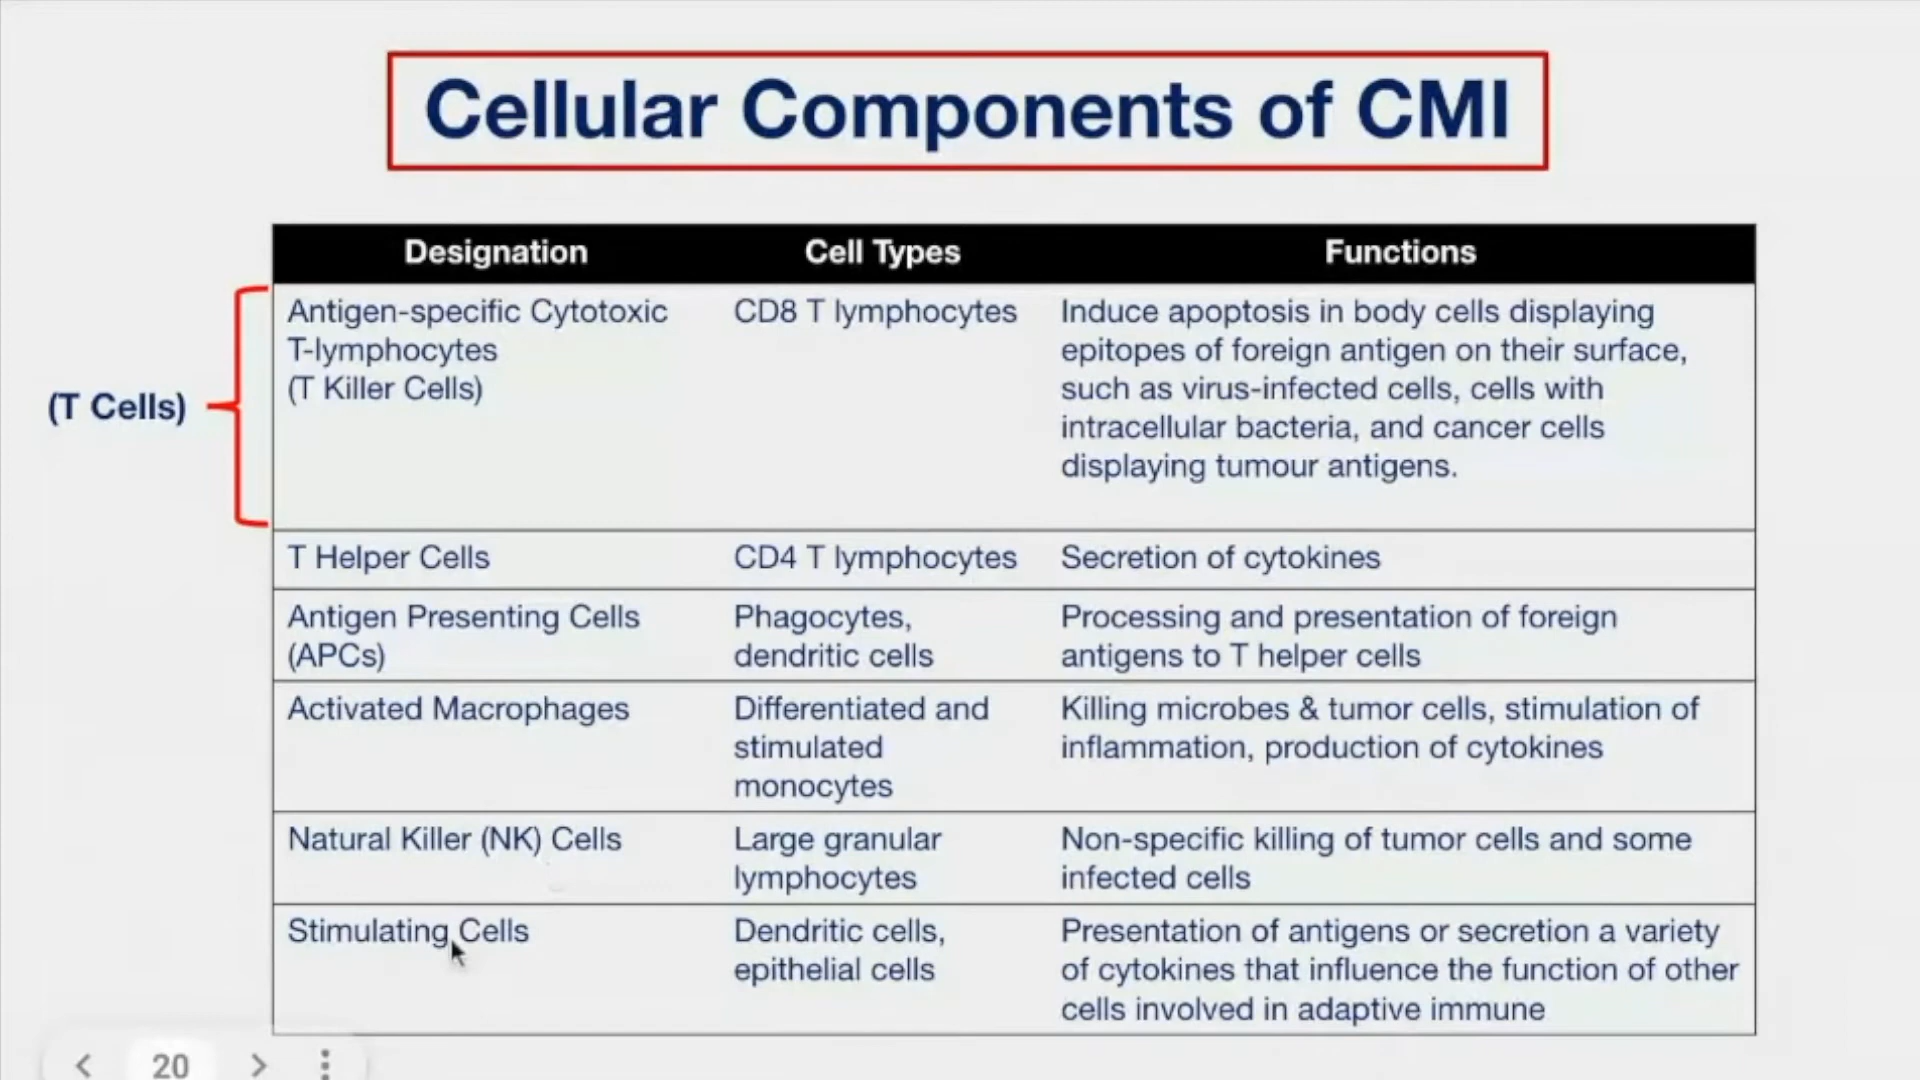 Cellular Components of CMI
Designation Cell Types Functions
(T Cells)
Antigen-specific Cytotoxic
T-lymphocytes
(T Killer Cells)
CD8 T lymphocytes
Induce apoptosis in body cells displaying
epitopes of foreign antigen on their surface,
such as virus-infected cells, cells with
intracellular bacteria, and cancer cells
displaying tumour antigens.
T Helper Cells
CD4 T lymphocytes
Secretion of cytokines
Antigen Presenting Cells
(APCs)
Phagocytes,
dendritic cells
Processing and presentation of foreign
antigens to T helper cells
Activated Macrophages
Differentiated and
stimulated
monocytes
Killing microbes & tumor cells, stimulation of
inflammation, production of cytokines
Natural Killer (NK) Cells
Large granular
lymphocytes
Non-specific killing of tumor cells and some
infected cells
Stimulating Cells
Dendritic cells,
epithelial cells
Presentation of antigens or secretion a variety
of cytokines that influence the function of other
cells involved in adaptive immune
20